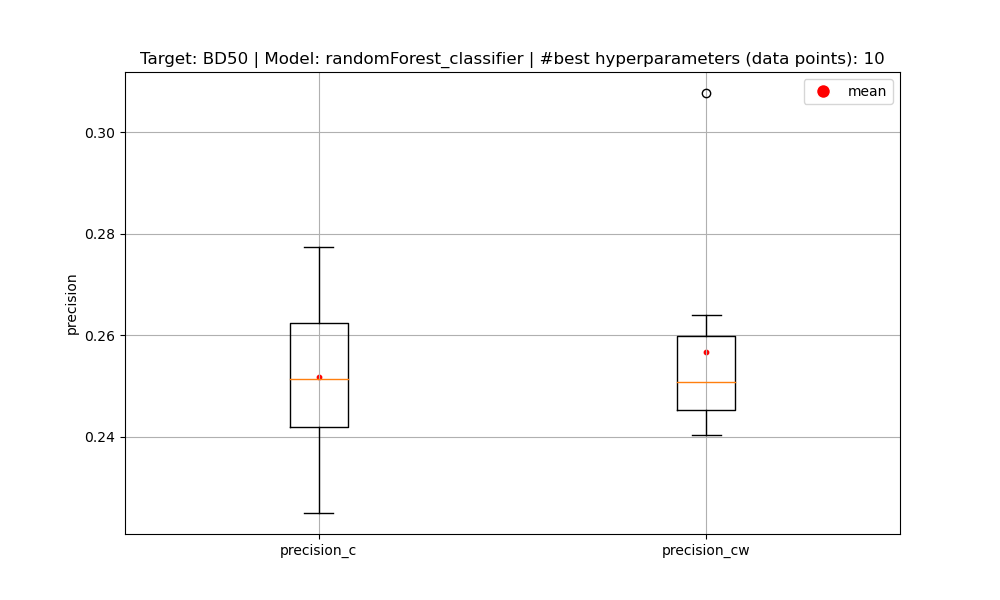 Target: BD50 | Model: randomForest_classifier | #best hyperparameters (data points): 10
mean
0.30
0.28
0.26
0.24
precision
precision_c
precision_cw